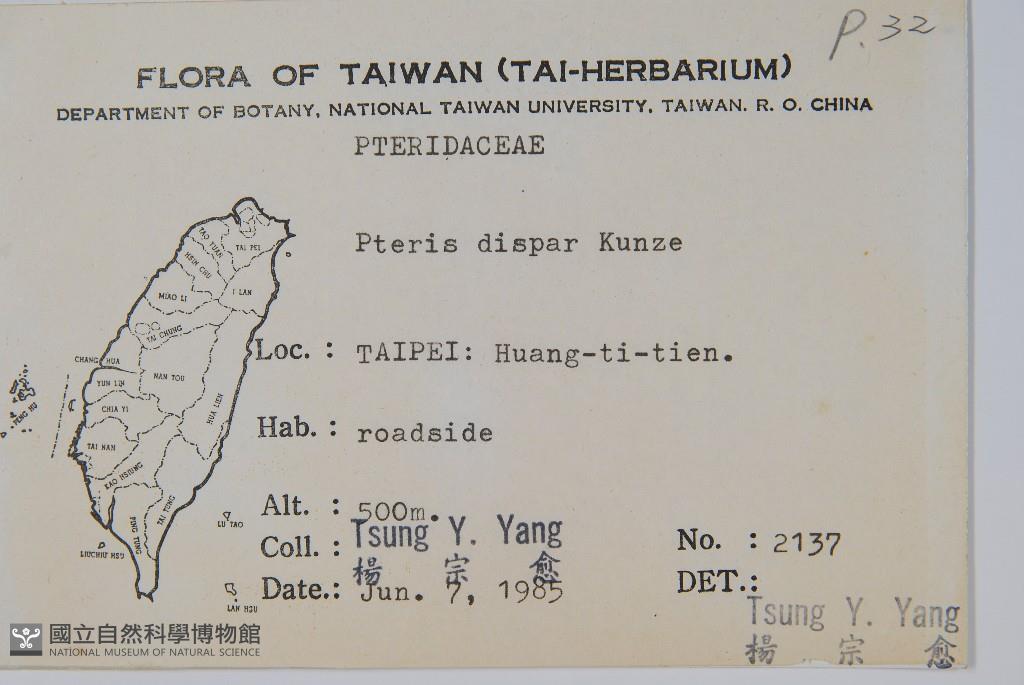 P. 32
FLORA OF TAIWAN (TAI-HERBARIUM)
DEPARTMENT OF BOTANY, NATIONAL TAIWAN UNIVERSITY, TAIWAN. R. O. CHINA
PTERIDACEAE
Pteris dispar Kunze
Loc. : TAIPEI: Huang-ti-tien.
Hab. : roadside
Alt. : 500m.
Coll. : Tsung Y. Yang
楊 宗 愈
Date.: Jun. 7, 1985
No. : 2137
DET.:
Tsung Y. Yang
楊 宗 愈
TAO YUAN
TAI PEI
HSIN CHU
I LAN
MIAO LI
TAI CHUNG
CHANG HUA
NAN TOU
YUN LIN
HUA LIEN
CHIA YI
PENG HU
TAI NAN
KAO HSIUNG
TAI TUNG
PING TUNG
LU TAO
LIUCHIU HSU
LAN HSU
國立自然科學博物館
NATIONAL MUSEUM OF NATURAL SCIENCE